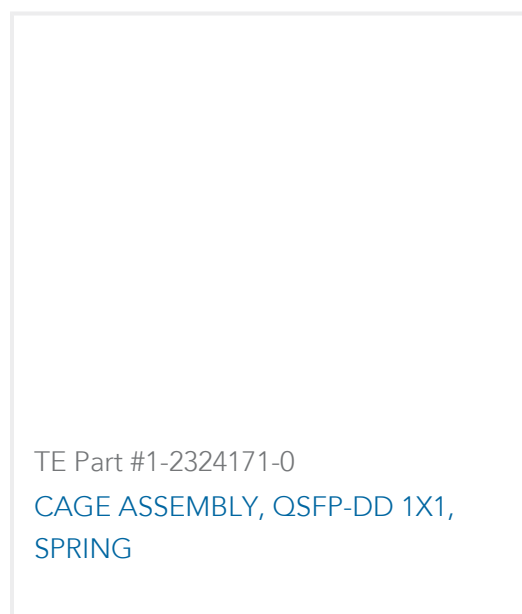 TE Part #1-2324171-0
CAGE ASSEMBLY, QSFP-DD 1X1,
SPRING